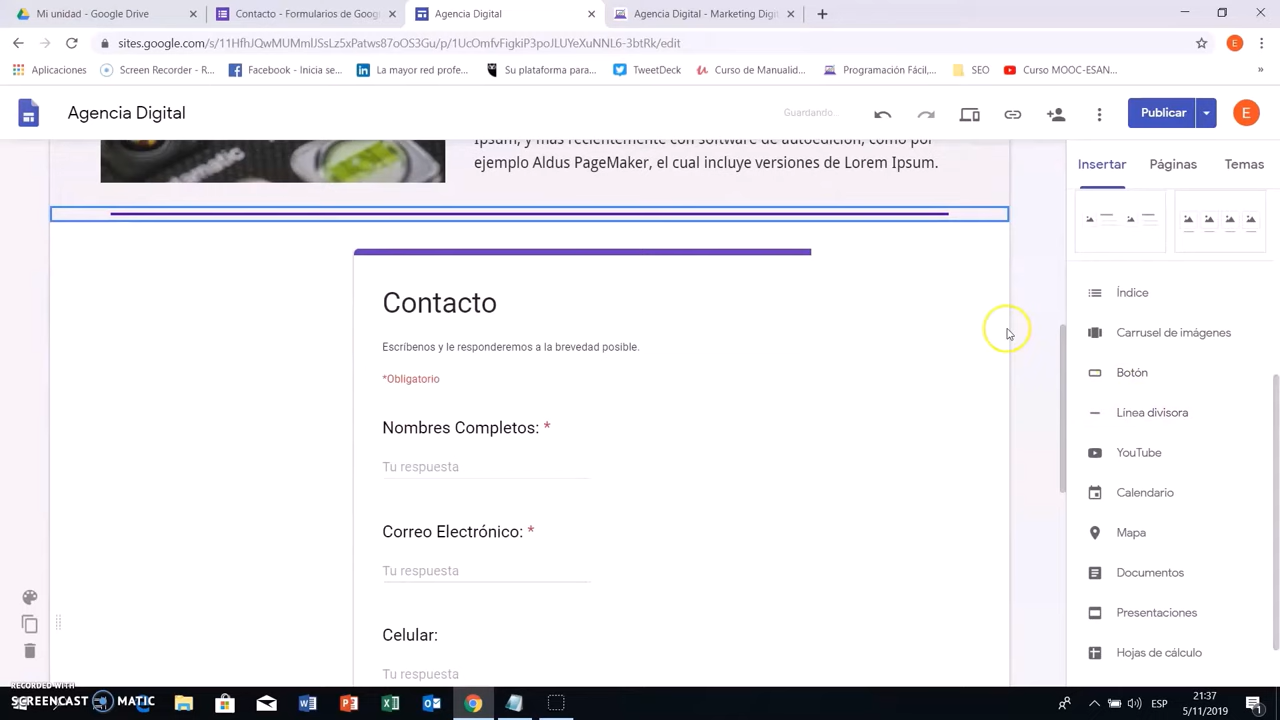 Mi unidad - Google Drive
Contacto - Formularios de Goog
Agencia Digital
Agencia Digital - Marketing Digit
sites.google.com/s/11HfhJQwMUMmlJSsLz5xPatws87oOS3Gu/p/1UcOmfvFigkiP3poJLUYeXuNNL6-3btRk/edit
Aplicaciones
Screen Recorder - R...
Facebook - Inicia se...
La mayor red profe...
Su plataforma para...
TweetDeck
Curso de Manualid...
Programación Fácil,...
SEO
Curso MOOC-ESAN...
Agencia Digital
Guardando...
Publicar
E
Ipsum, y más recientemente con software de autoedición, como por
ejemplo Aldus PageMaker, el cual incluye versiones de Lorem Ipsum.
Insertar
Páginas
Temas
Contacto
Escríbenos y le responderemos a la brevedad posible.
*Obligatorio
Nombres Completos: *
Tu respuesta
Correo Electrónico: *
Tu respuesta
Celular:
Tu respuesta
Índice
Carrusel de imágenes
Botón
Línea divisora
YouTube
Calendario
Mapa
Documentos
Presentaciones
Hojas de cálculo
RECORDED WITH
SCREENCAST MATIC
ESP
21:37
5/11/2019